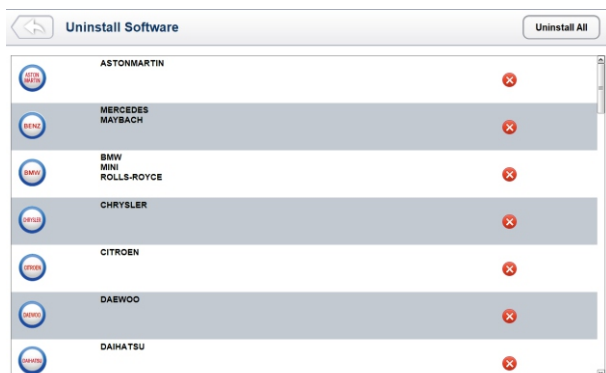 Uninstall Software
Uninstall All
ASTON
MARTIN
ASTONMARTIN
BENZ
MERCEDES
MAYBACH
BMW
BMW
MINI
ROLLS-ROYCE
CHRYSLER
CHRYSLER
CITROEN
CITROEN
DAEWOO
DAEWOO
DAIHATSU
DAIHATSU